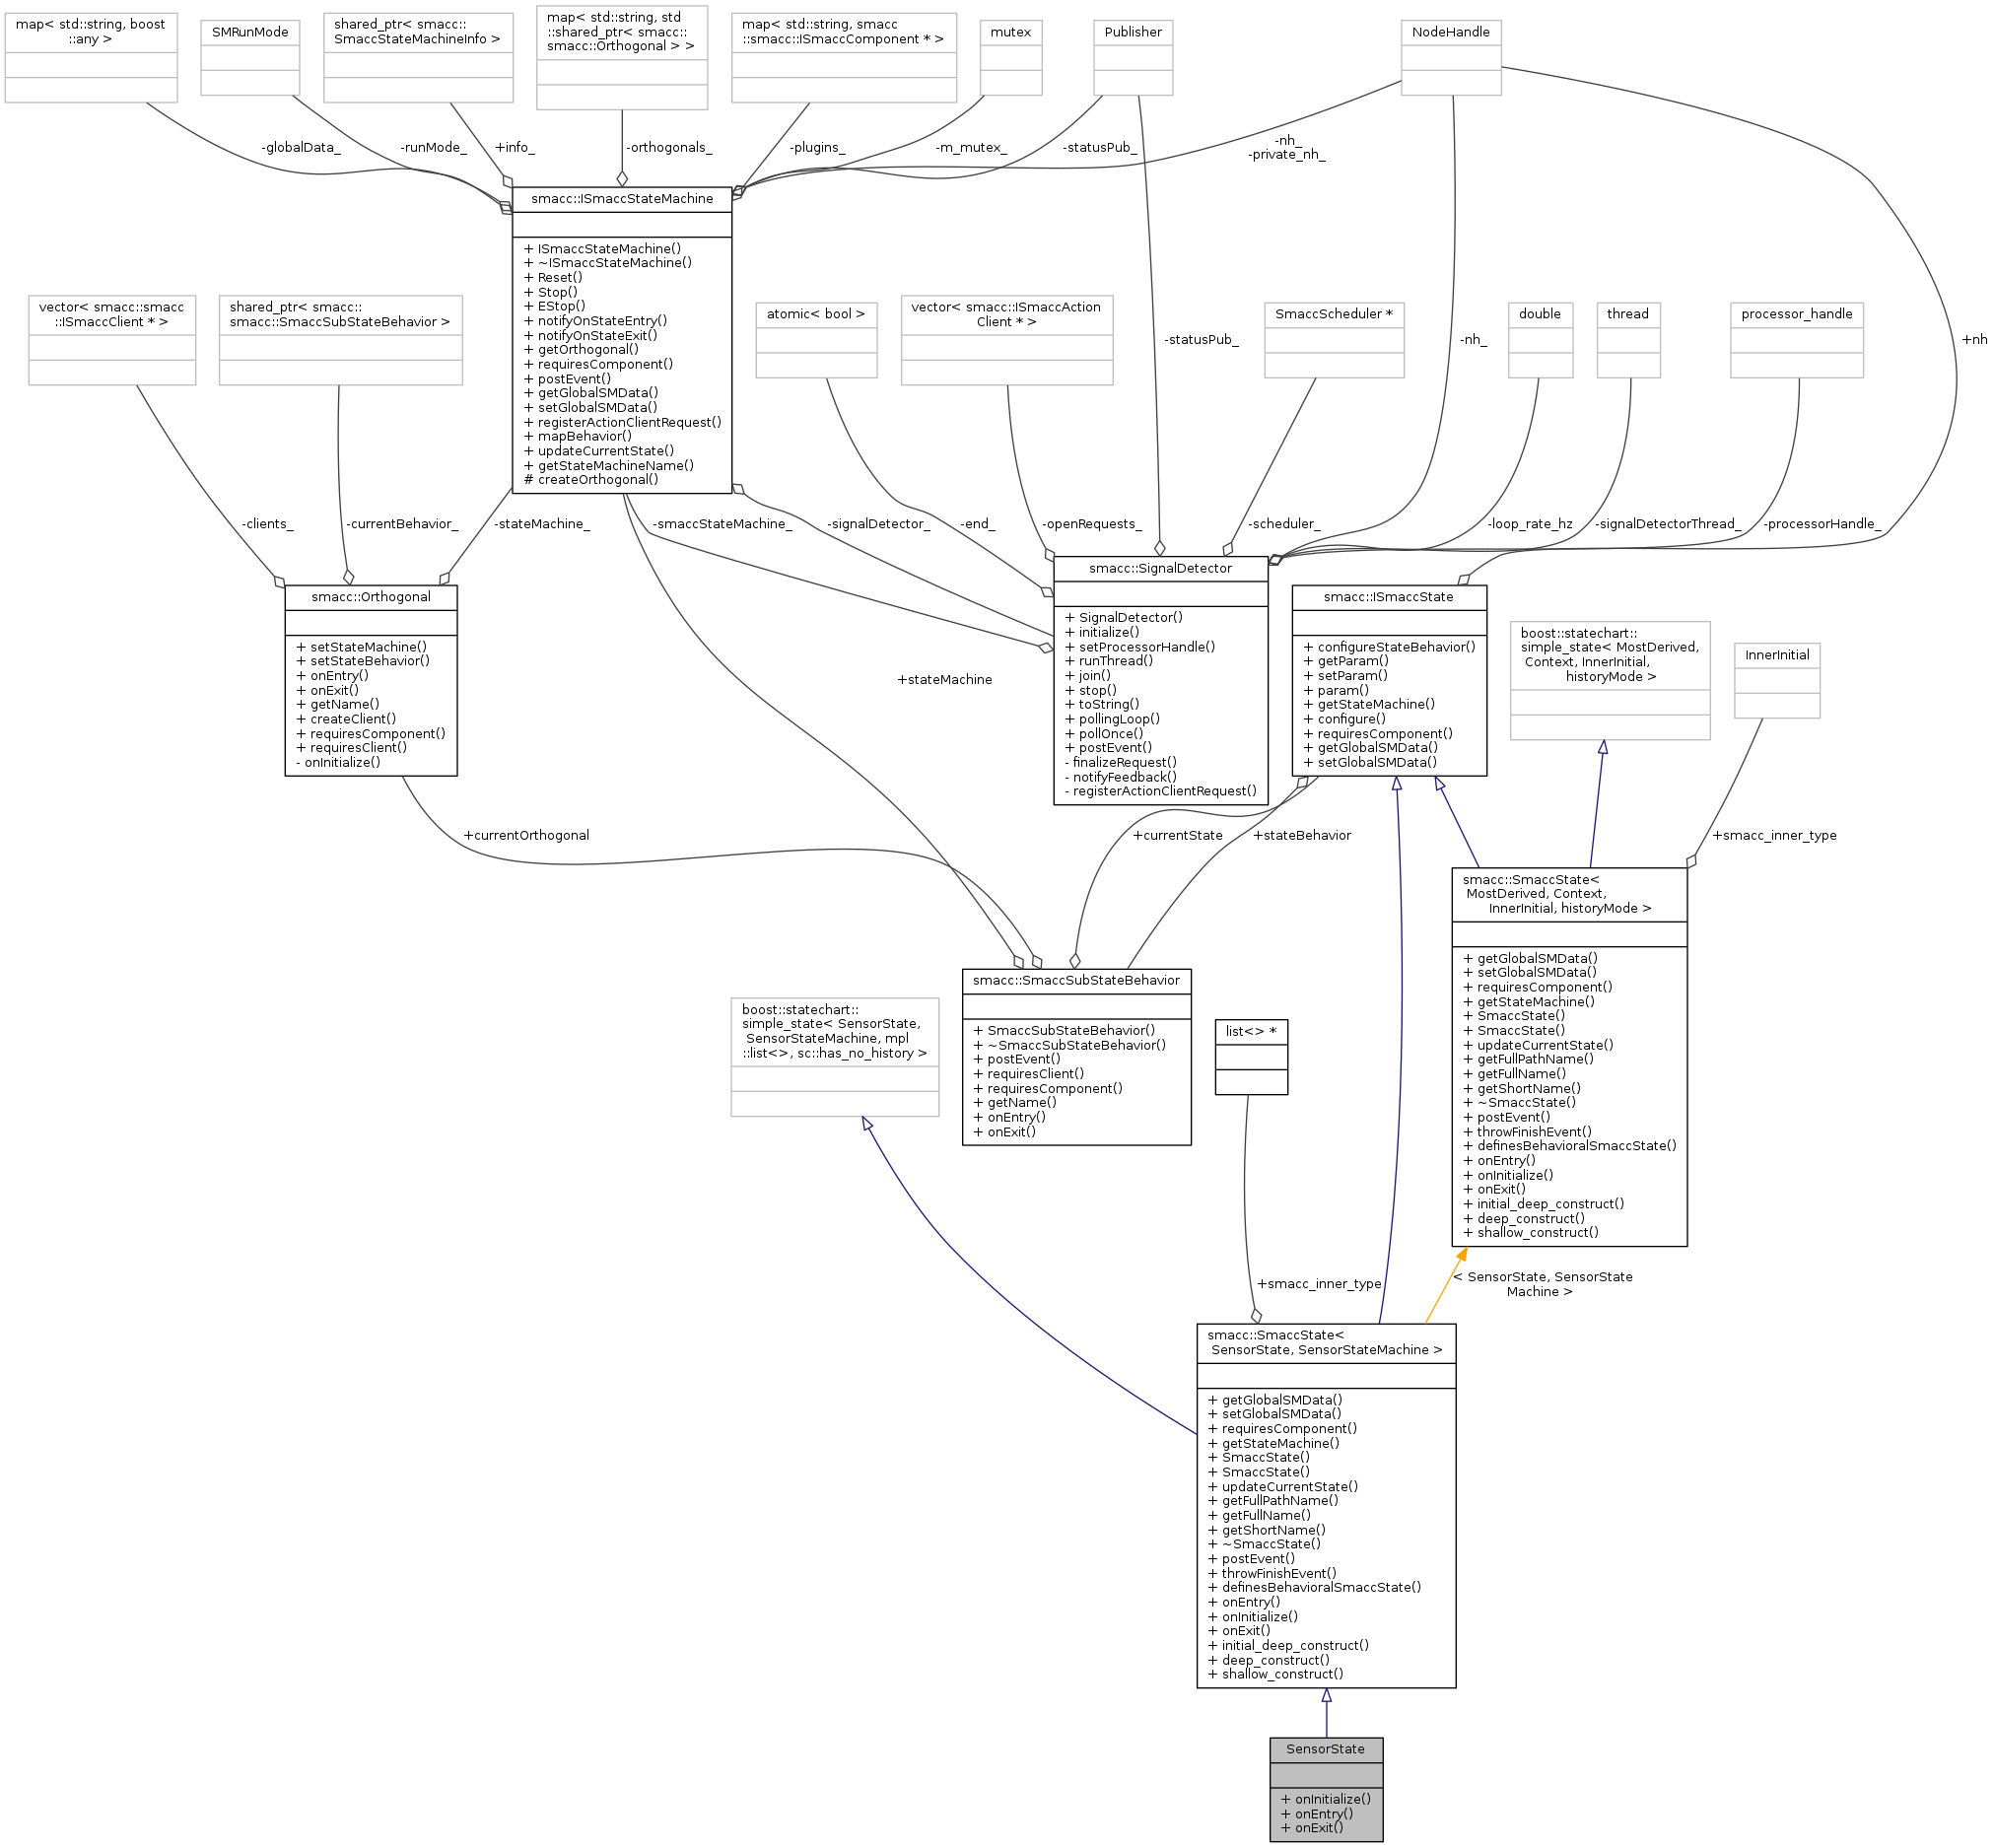 map< std::string, boost
::any >
SMRunMode
shared_ptr< smacc::
SmaccStateMachineInfo >
map< std::string, std
::shared_ptr< smacc::
smacc::Orthogonal > >
map< std::string, smacc
::smacc::ISmaccComponent * >
mutex
Publisher
NodeHandle
-globalData_
-runMode_
+info_
-orthogonals_
-plugins_
-m_mutex_
-statusPub_
-nh_
-private_nh_
smacc::ISmaccStateMachine
+ ISmaccStateMachine()
+ ~ISmaccStateMachine()
+ Reset()
+ Stop()
+ EStop()
+ notifyOnStateEntry()
+ notifyOnStateExit()
+ getOrthogonal()
+ requiresComponent()
+ postEvent()
+ getGlobalSMData()
+ setGlobalSMData()
+ registerActionClientRequest()
+ mapBehavior()
+ updateCurrentState()
+ getStateMachineName()
# createOrthogonal()
vector< smacc::smacc
::ISmaccClient * >
shared_ptr< smacc::
smacc::SmaccSubStateBehavior >
atomic< bool >
vector< smacc::ISmaccAction
Client * >
SmaccScheduler *
double
thread
processor_handle
-statusPub_
-nh_
+nh
-clients_
-currentBehavior_
-stateMachine_
-smaccStateMachine_
-signalDetector_
-end_
-openRequests_
-scheduler_
-loop_rate_hz
-signalDetectorThread_
-processorHandle_
smacc::Orthogonal
+ setStateMachine()
+ setStateBehavior()
+ onEntry()
+ onExit()
+ getName()
+ createClient()
+ requiresComponent()
+ requiresClient()
- onInitialize()
smacc::SignalDetector
+ SignalDetector()
+ initialize()
+ setProcessorHandle()
+ runThread()
+ join()
+ stop()
+ toString()
+ pollingLoop()
+ pollOnce()
+ postEvent()
- finalizeRequest()
- notifyFeedback()
- registerActionClientRequest()
smacc::ISmaccState
+ configureStateBehavior()
+ getParam()
+ setParam()
+ param()
+ getStateMachine()
+ configure()
+ requiresComponent()
+ getGlobalSMData()
+ setGlobalSMData()
boost::statechart::
simple_state< MostDerived,
Context, InnerInitial,
historyMode >
InnerInitial
+stateMachine
+currentOrthogonal
+currentState
+stateBehavior
+smacc_inner_type
smacc::SmaccState<
MostDerived, Context,
InnerInitial, historyMode >
+ getGlobalSMData()
+ setGlobalSMData()
+ requiresComponent()
+ getStateMachine()
+ SmaccState()
+ SmaccState()
+ updateCurrentState()
+ getFullPathName()
+ getFullName()
+ getShortName()
+ ~SmaccState()
+ postEvent()
+ throwFinishEvent()
+ definesBehavioralSmaccState()
+ onEntry()
+ onInitialize()
+ onExit()
+ initial_deep_construct()
+ deep_construct()
+ shallow_construct()
boost::statechart::
simple_state< SensorState,
SensorStateMachine, mpl
::list<>, sc::has_no_history >
smacc::SmaccSubStateBehavior
+ SmaccSubStateBehavior()
+ ~SmaccSubStateBehavior()
+ postEvent()
+ requiresClient()
+ requiresComponent()
+ getName()
+ onEntry()
+ onExit()
list<> *
+smacc_inner_type
< SensorState, SensorState
Machine >
smacc::SmaccState<
SensorState, SensorStateMachine >
+ getGlobalSMData()
+ setGlobalSMData()
+ requiresComponent()
+ getStateMachine()
+ SmaccState()
+ SmaccState()
+ updateCurrentState()
+ getFullPathName()
+ getFullName()
+ getShortName()
+ ~SmaccState()
+ postEvent()
+ throwFinishEvent()
+ definesBehavioralSmaccState()
+ onEntry()
+ onInitialize()
+ onExit()
+ initial_deep_construct()
+ deep_construct()
+ shallow_construct()
SensorState
+ onInitialize()
+ onEntry()
+ onExit()